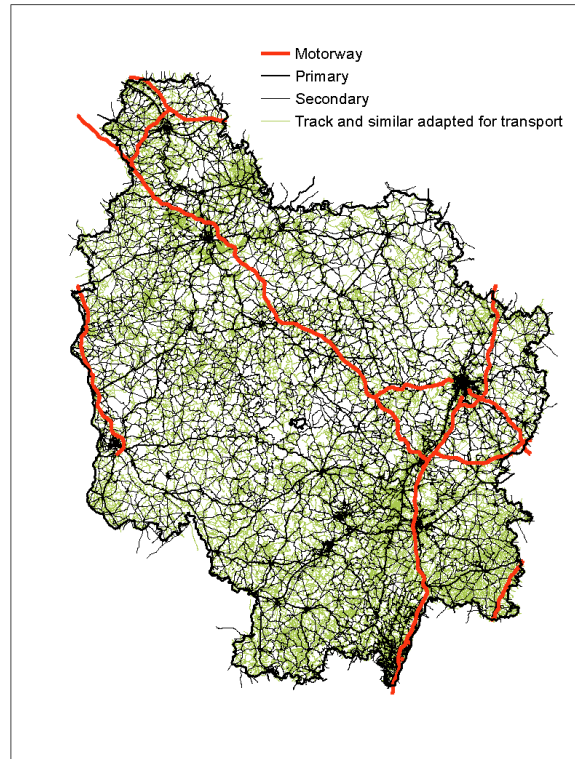 Motorway
Primary
Secondary
Track and similar adapted for transport